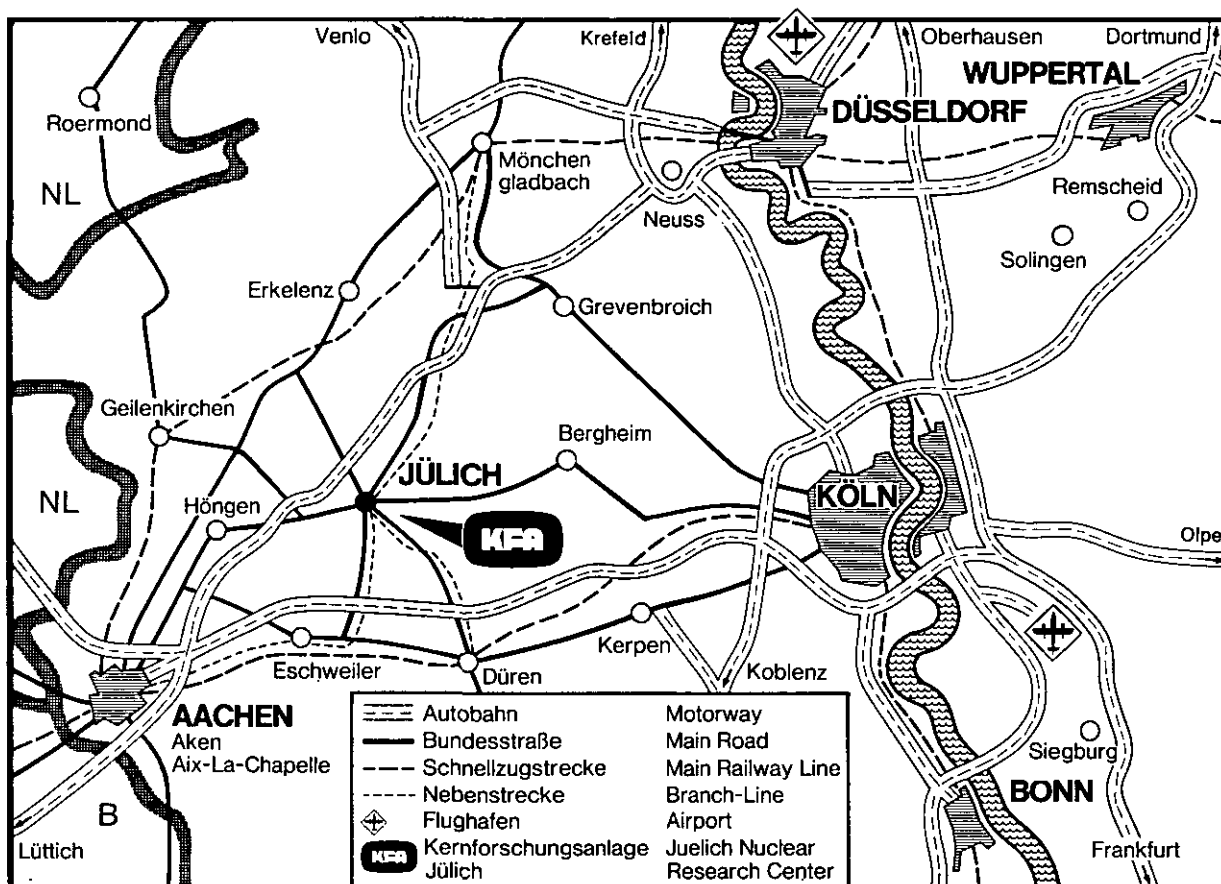 Venlo
Krefeld
Oberhausen
Dortmund
WUPPERTAL
DÜSSELDORF
Roermond
Mönchen
gladbach
NL
Remscheid
Neuss
Solingen
Erkelenz
Grevenbroich
Geilenkirchen
Bergheim
JÜLICH
NL
Höngen
KÖLN
KFA
Olpe
Kerpen
Eschweiler
Düren
Koblenz
AACHEN
Aken
Aix-La-Chapelle
Siegburg
BONN
B
Lüttich
Frankfurt
Autobahn Motorway
Bundesstraße Main Road
Schnellzugstrecke Main Railway Line
Nebenstrecke Branch-Line
Flughafen Airport
KFA Kernforschungsanlage Juelich Nuclear
Jülich Research Center